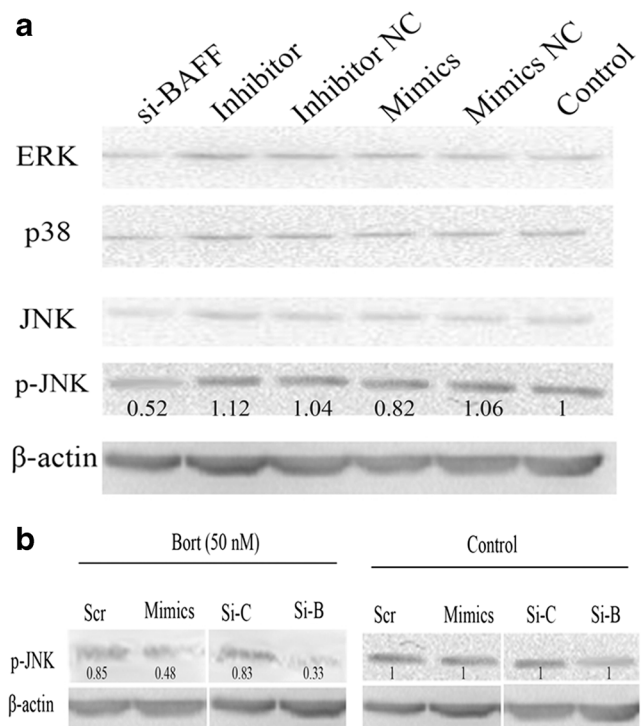 a
si-BAFF Inhibitor Inhibitor NC Mimics Mimics NC Control
ERK
p38
JNK
p-JNK
0.52 1.12 1.04 0.82 1.06 1
β-actin
b
Bort (50 nM) Control
Scr Mimics Si-C Si-B Scr Mimics Si-C Si-B
p-JNK
0.85 0.48 0.83 0.33 1 1 1 1
β-actin